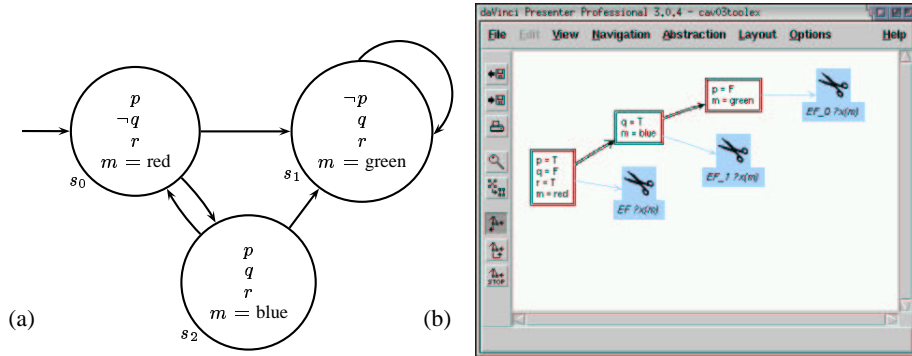 p
¬q
r
m = red
s0
¬p
q
r
m = green
s1
p
q
r
m = blue
s2
(a)
(b)
daVinci Presenter Professional 3.0.4 - cav03toolex
File Edit View Navigation Abstraction Layout Options Help
p = F
m = green
EF_0 ?x(m)
q = T
m = blue
EF_1 ?x(m)
p = T
q = F
r = T
m = red
EF ?x(m)
STOP